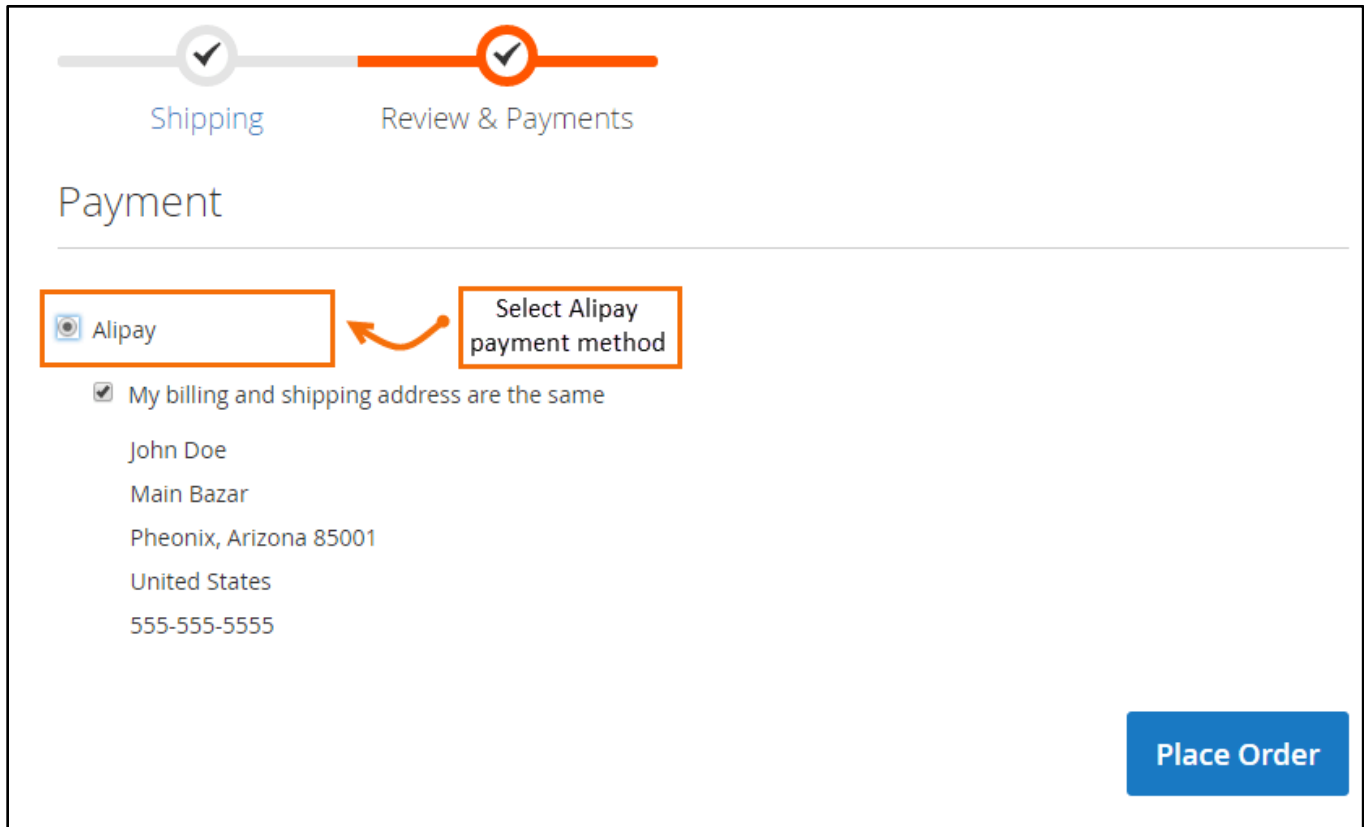 Shipping
Review & Payments
Payment
Alipay
Select Alipay
payment method
My billing and shipping address are the same
John Doe
Main Bazar
Pheonix, Arizona 85001
United States
555-555-5555
Place Order